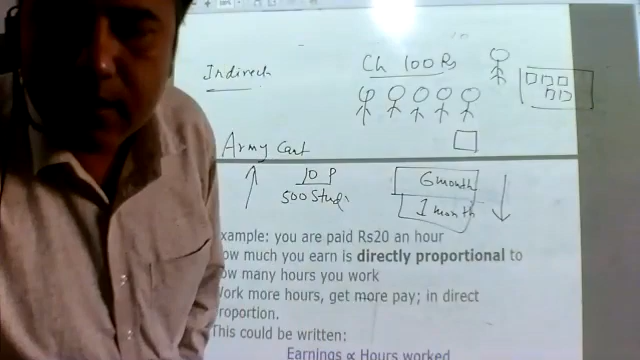 Indirect
Ch 100 Rs
Army Cant
10 P
500 Stud
6 month
1 month
xample: you are paid Rs20 an hour
ow much you earn is directly proportional to
ow many hours you work
Work more hours, get more pay; in direct
roportion.
This could be written:
Earnings ∝ Hours worked